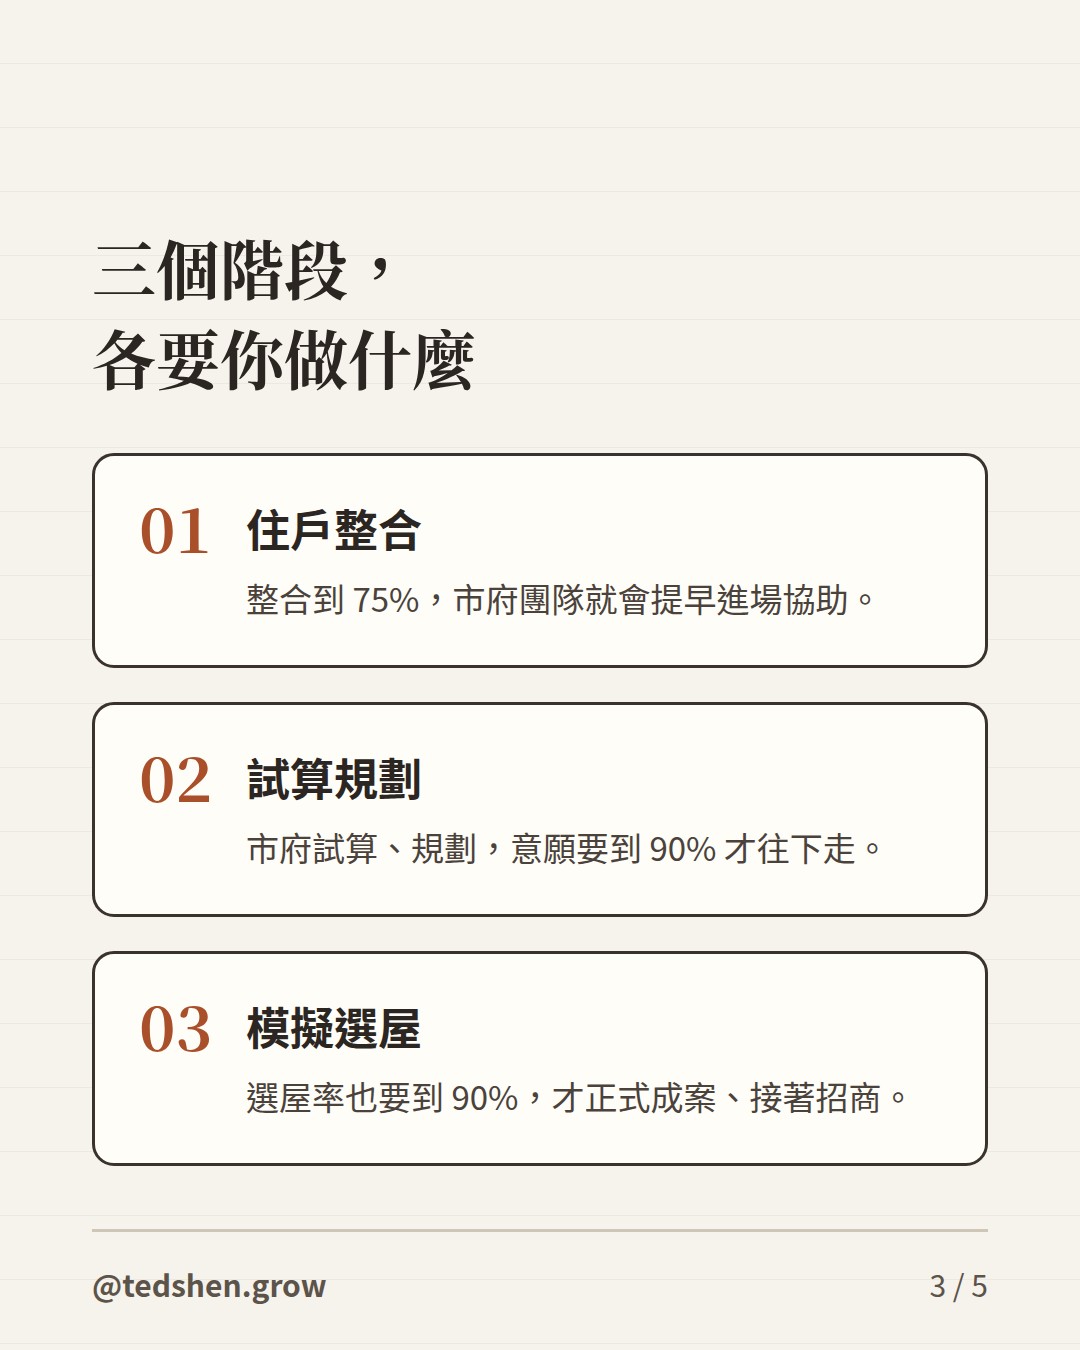 三個階段，
各要你做什麼
01 住戶整合
整合到 75%，市府團隊就會提早進場協助。
02 試算規劃
市府試算、規劃，意願要到 90% 才往下走。
03 模擬選屋
選屋率也要到 90%，才正式成案、接著招商。
@tedshen.grow 3 / 5